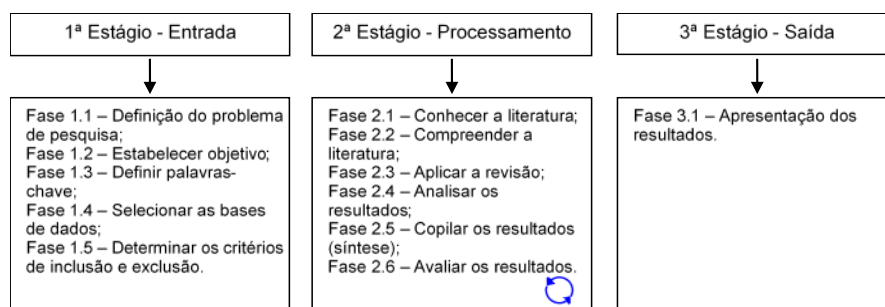 1ª Estágio - Entrada
2ª Estágio - Processamento
3ª Estágio - Saída
Fase 1.1 – Definição do problema
de pesquisa;
Fase 1.2 – Estabelecer objetivo;
Fase 1.3 – Definir palavras-
chave;
Fase 1.4 – Selecionar as bases
de dados;
Fase 1.5 – Determinar os critérios
de inclusão e exclusão.
Fase 2.1 – Conhecer a literatura;
Fase 2.2 – Compreender a
literatura;
Fase 2.3 – Aplicar a revisão;
Fase 2.4 – Analisar os
resultados;
Fase 2.5 – Copilar os resultados
(síntese);
Fase 2.6 – Avaliar os resultados.
Fase 3.1 – Apresentação dos
resultados.